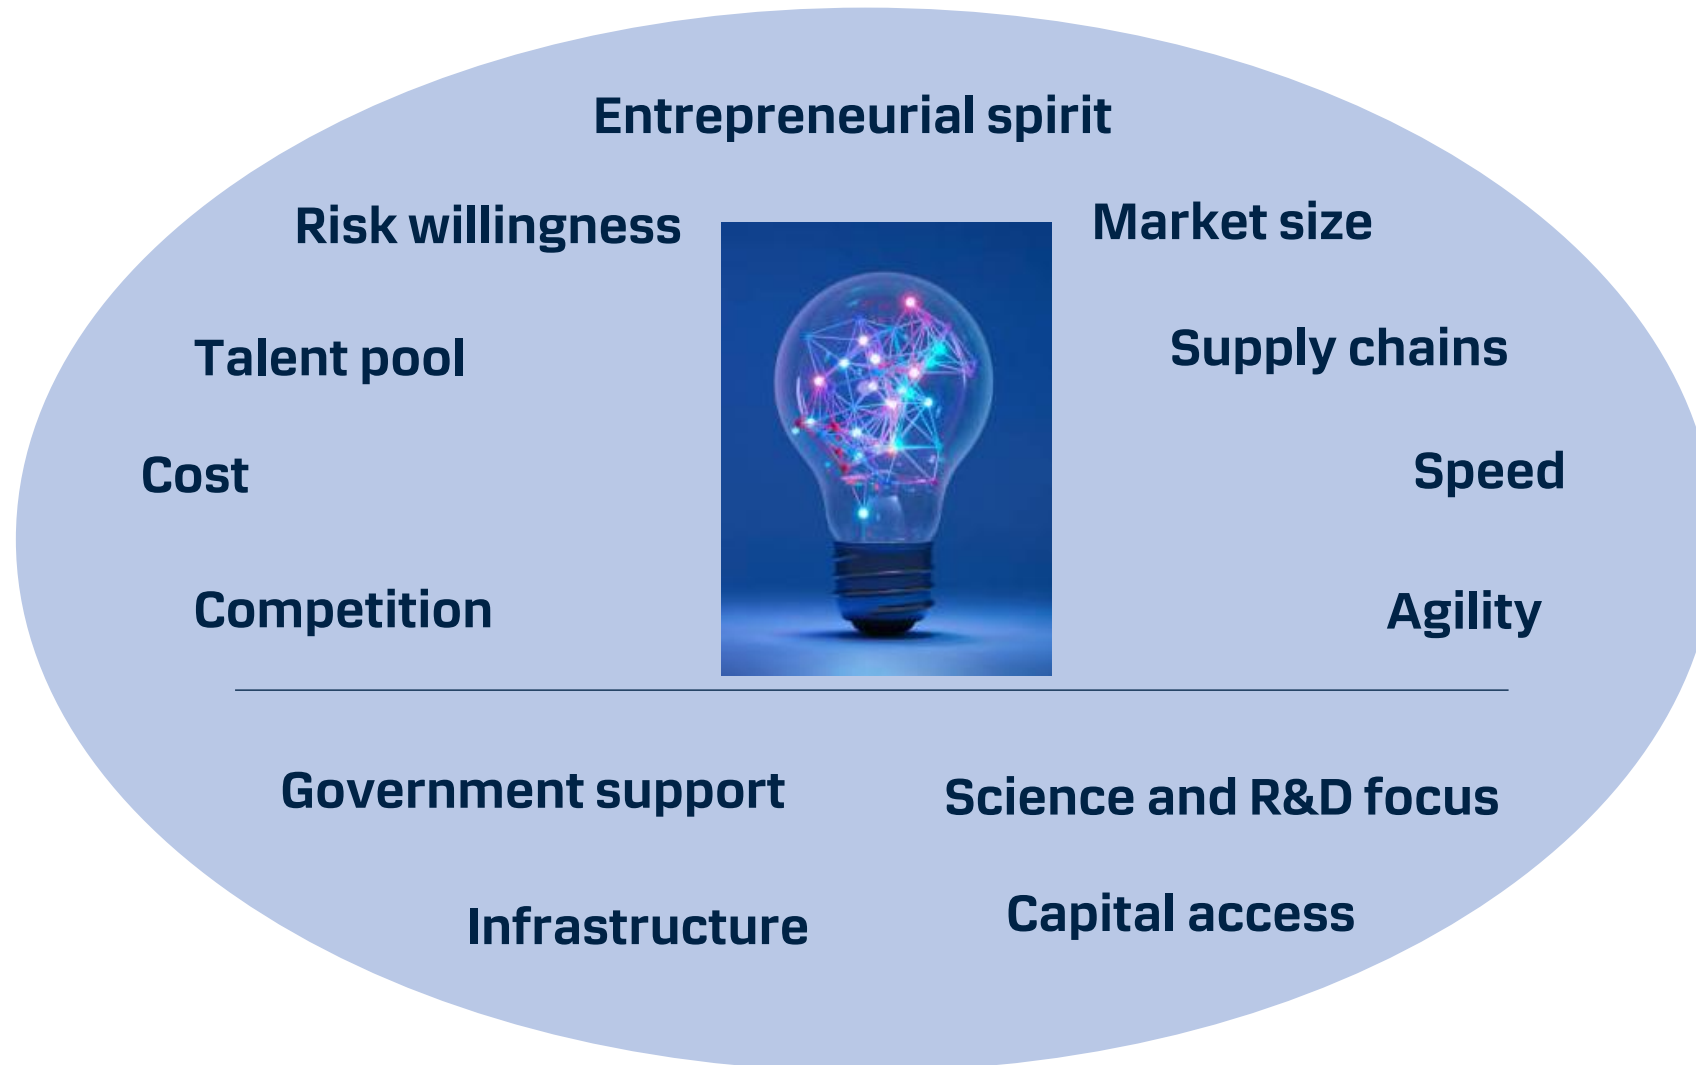 Entrepreneurial spirit
Risk willingness
Market size
Talent pool
Supply chains
Cost
Speed
Competition
Agility
Government support
Science and R&D focus
Infrastructure
Capital access